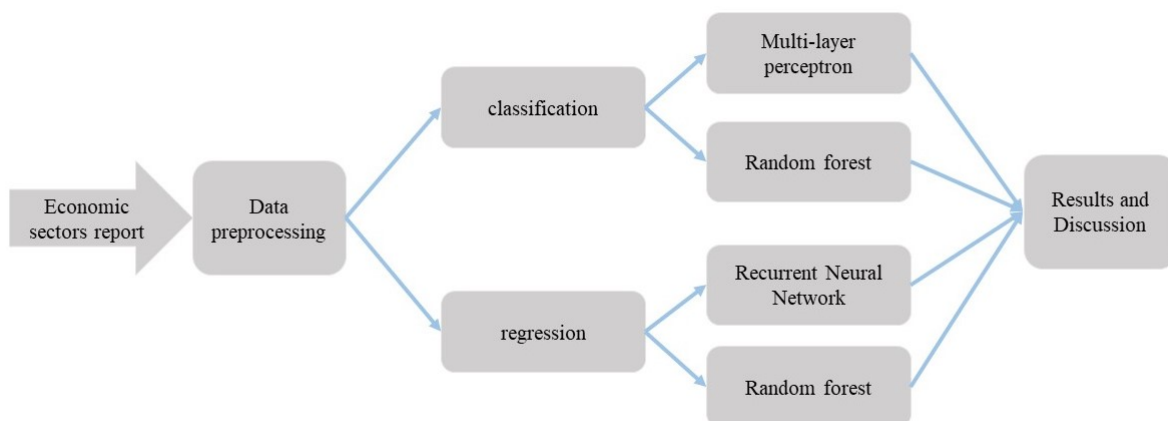 Economic
sectors report
Data
preprocessing
classification
regression
Multi-layer
perceptron
Random forest
Recurrent Neural
Network
Random forest
Results and
Discussion